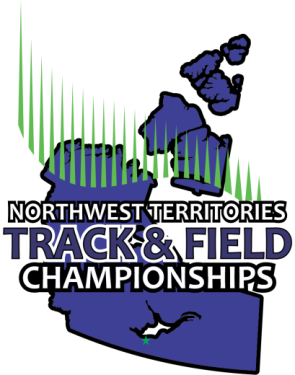 NORTHWEST TERRITORIES
TRACK & FIELD
CHAMPIONSHIPS